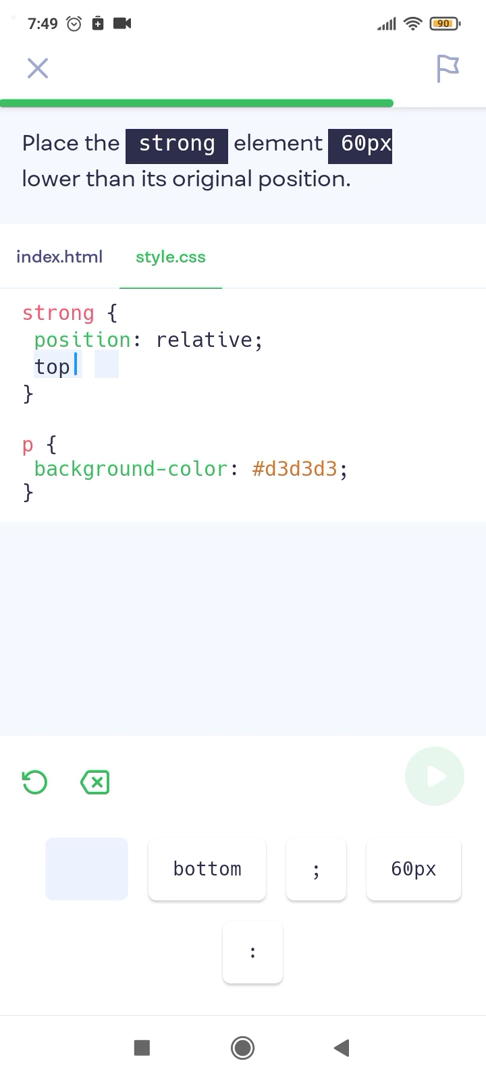 7:49 90
Place the strong element 60px
lower than its original position.
index.html style.css
strong {
position: relative;
top
}
p {
background-color: #d3d3d3;
}
bottom ; 60px
: